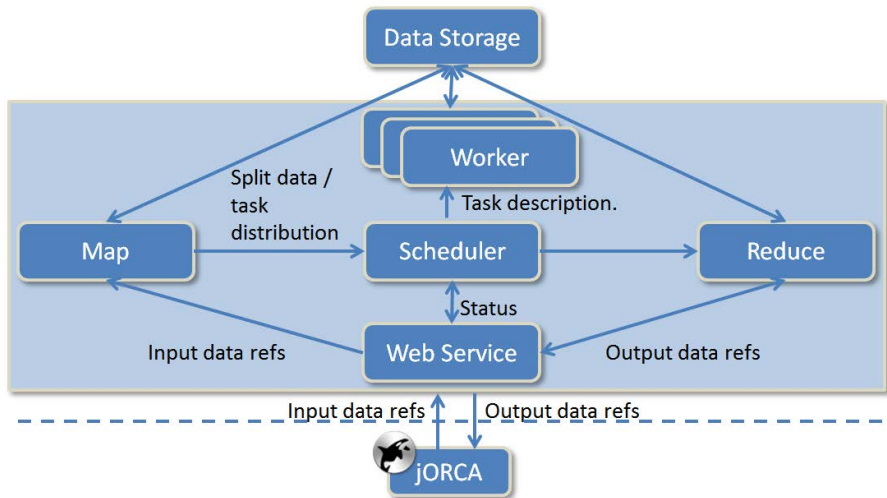 Data Storage
Worker
Split data /
task
distribution
Task description.
Map
Scheduler
Reduce
Status
Input data refs
Web Service
Output data refs
Input data refs
Output data refs
jORCA